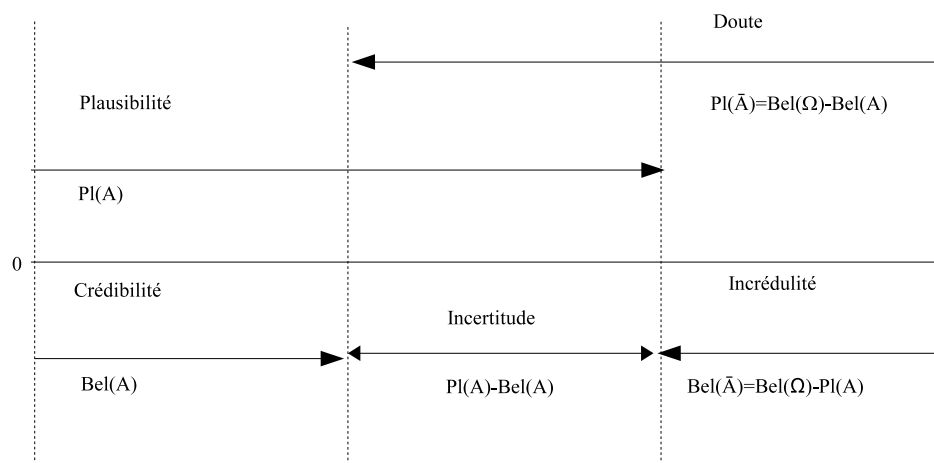 Doute
Plausibilité
Pl(Ā)=Bel(Ω)-Bel(A)
Pl(A)
0
Crédibilité
Incrédulité
Incertitude
Bel(A)
Pl(A)-Bel(A)
Bel(Ā)=Bel(Ω)-Pl(A)